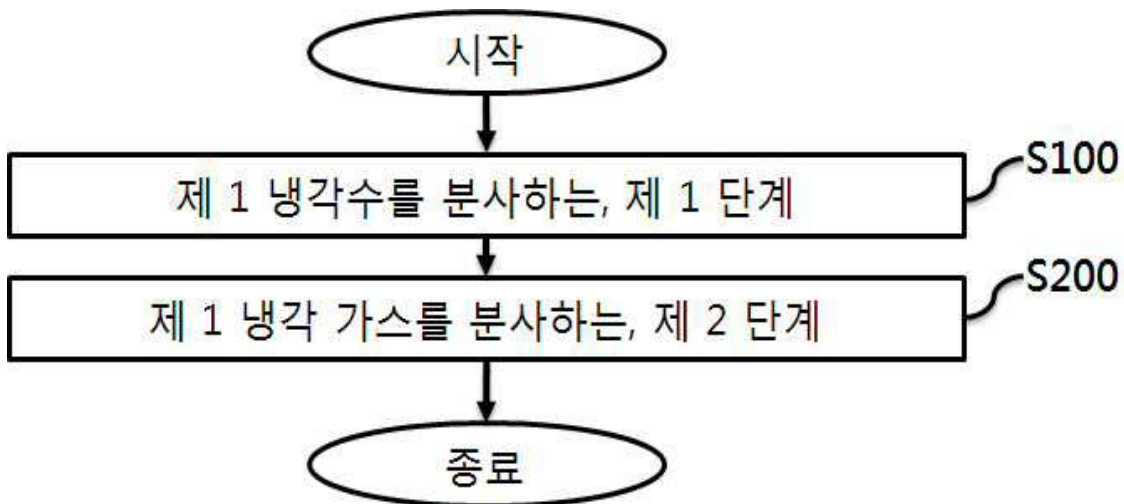 시작
제 1 냉각수를 분사하는, 제 1 단계
S100
제 1 냉각 가스를 분사하는, 제 2 단계
S200
종료